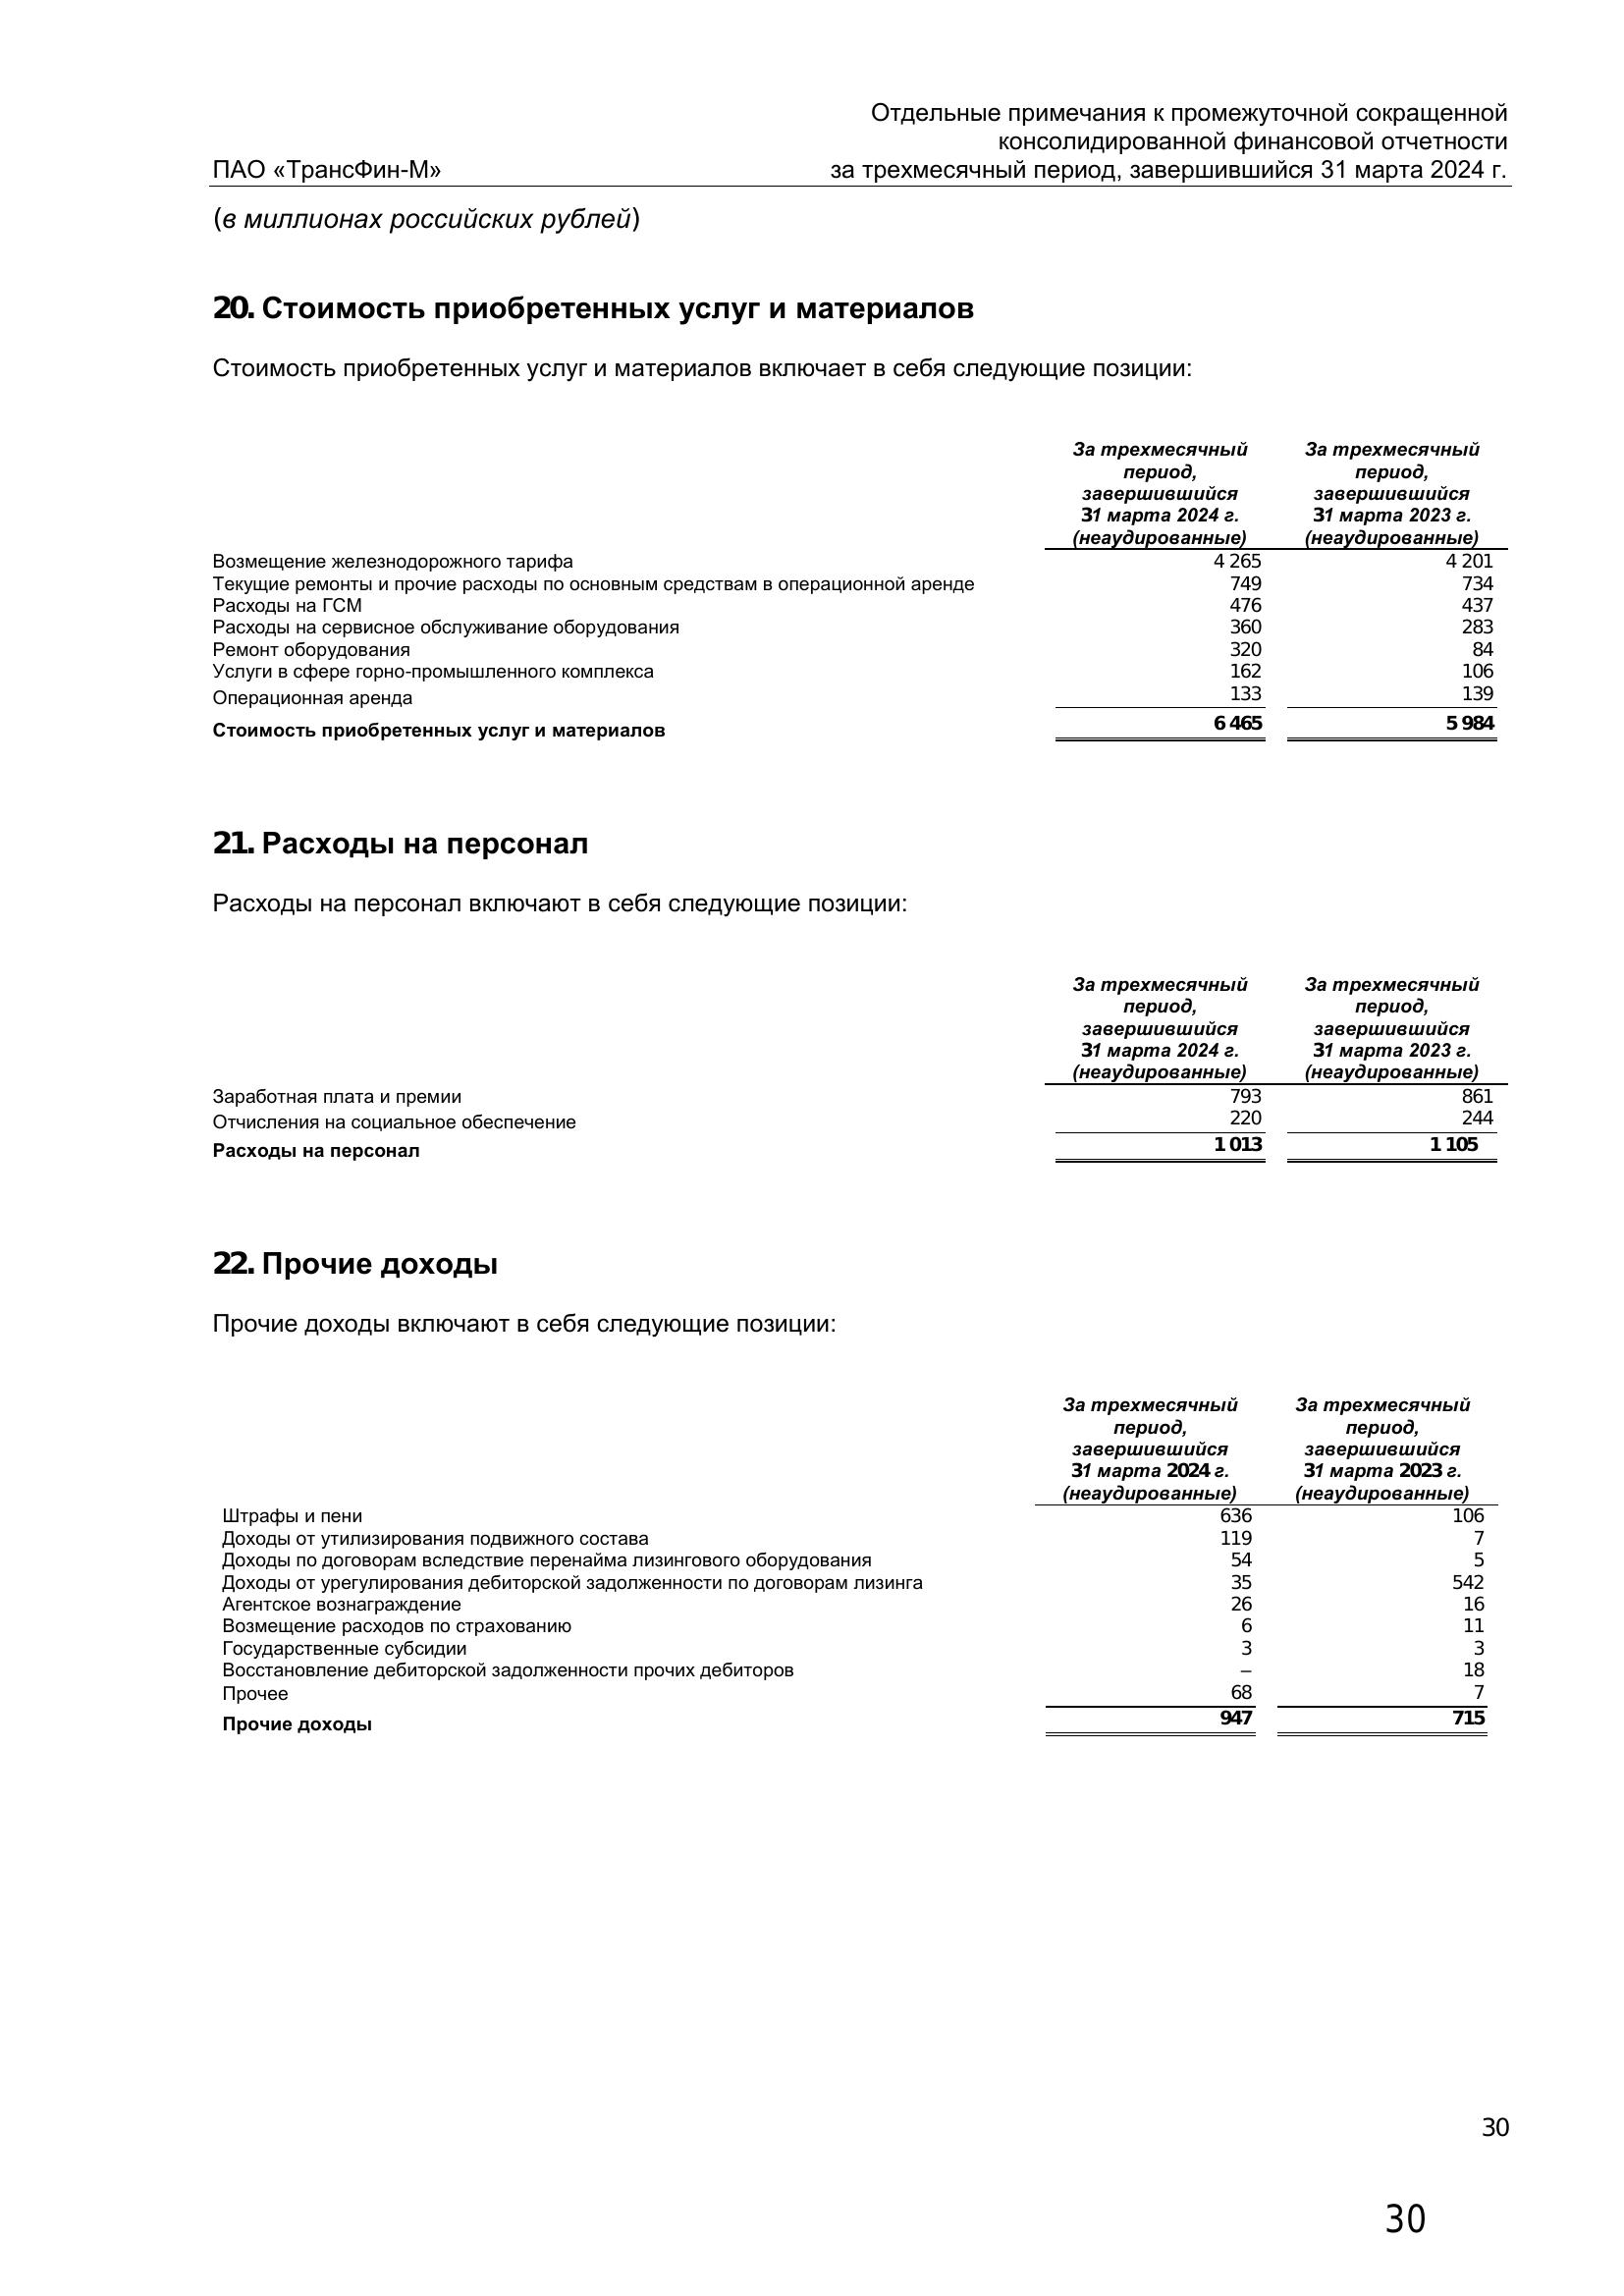 Отдельные примечания к промежуточной сокращенной
консолидированной финансовой отчетности
ПАО «ТрансФин-М» за трехмесячный период, завершившийся 31 марта 2024 г.
(в миллионах российских рублей)
20. Стоимость приобретенных услуг и материалов
Стоимость приобретенных услуг и материалов включает в себя следующие позиции:
За трехмесячный За трехмесячный
период, период,
завершившийся завершившийся
31 марта 2024 г. 31 марта 2023 г.
(неаудированные) (неаудированные)
Возмещение железнодорожного тарифа 4 265 4 201
Текущие ремонты и прочие расходы по основным средствам в операционной аренде 749 734
Расходы на ГСМ 476 437
Расходы на сервисное обслуживание оборудования 360 283
Ремонт оборудования 320 84
Услуги в сфере горно-промышленного комплекса 162 106
Операционная аренда 133 139
Стоимость приобретенных услуг и материалов 6 465 5 984
21. Расходы на персонал
Расходы на персонал включают в себя следующие позиции:
За трехмесячный За трехмесячный
период, период,
завершившийся завершившийся
31 марта 2024 г. 31 марта 2023 г.
(неаудированные) (неаудированные)
Заработная плата и премии 793 861
Отчисления на социальное обеспечение 220 244
Расходы на персонал 1 013 1 105
22. Прочие доходы
Прочие доходы включают в себя следующие позиции:
За трехмесячный За трехмесячный
период, период,
завершившийся завершившийся
31 марта 2024 г. 31 марта 2023 г.
(неаудированные) (неаудированные)
Штрафы и пени 636 106
Доходы от утилизирования подвижного состава 119 7
Доходы по договорам вследствие перенайма лизингового оборудования 54 5
Доходы от урегулирования дебиторской задолженности по договорам лизинга 35 542
Агентское вознаграждение 26 16
Возмещение расходов по страхованию 6 11
Государственные субсидии 3 3
Восстановление дебиторской задолженности прочих дебиторов – 18
Прочее 68 7
Прочие доходы 947 715
30
30